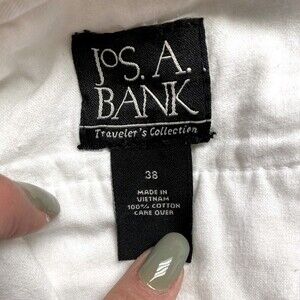 JOS. A.
BANK
Traveler's Collection
38
MADE IN
VIETNAM
100% COTTON
CARE OVER